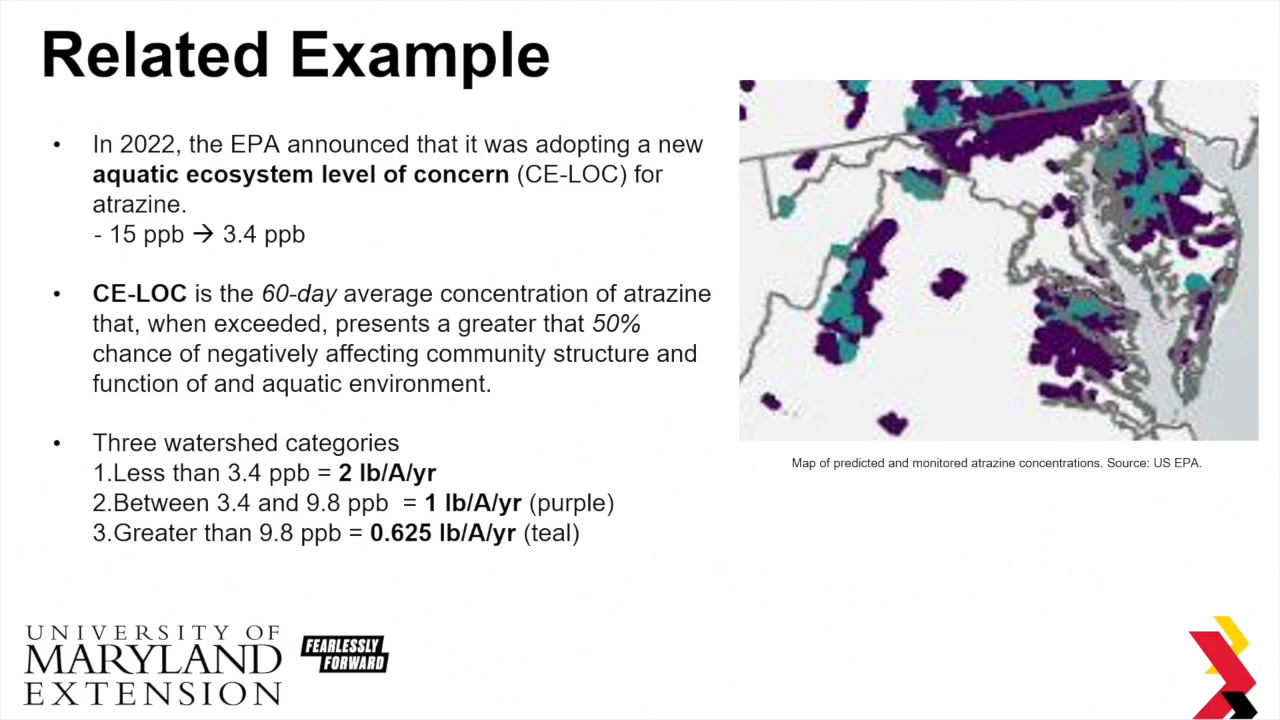 Related Example
• In 2022, the EPA announced that it was adopting a new
aquatic ecosystem level of concern (CE-LOC) for
atrazine.
- 15 ppb → 3.4 ppb
• CE-LOC is the 60-day average concentration of atrazine
that, when exceeded, presents a greater that 50%
chance of negatively affecting community structure and
function of and aquatic environment.
• Three watershed categories
1.Less than 3.4 ppb = 2 lb/A/yr
2.Between 3.4 and 9.8 ppb = 1 lb/A/yr (purple)
3.Greater than 9.8 ppb = 0.625 lb/A/yr (teal)
Map of predicted and monitored atrazine concentrations. Source: US EPA.
UNIVERSITY OF
MARYLAND
EXTENSION
FEARLESSLY
FORWARD